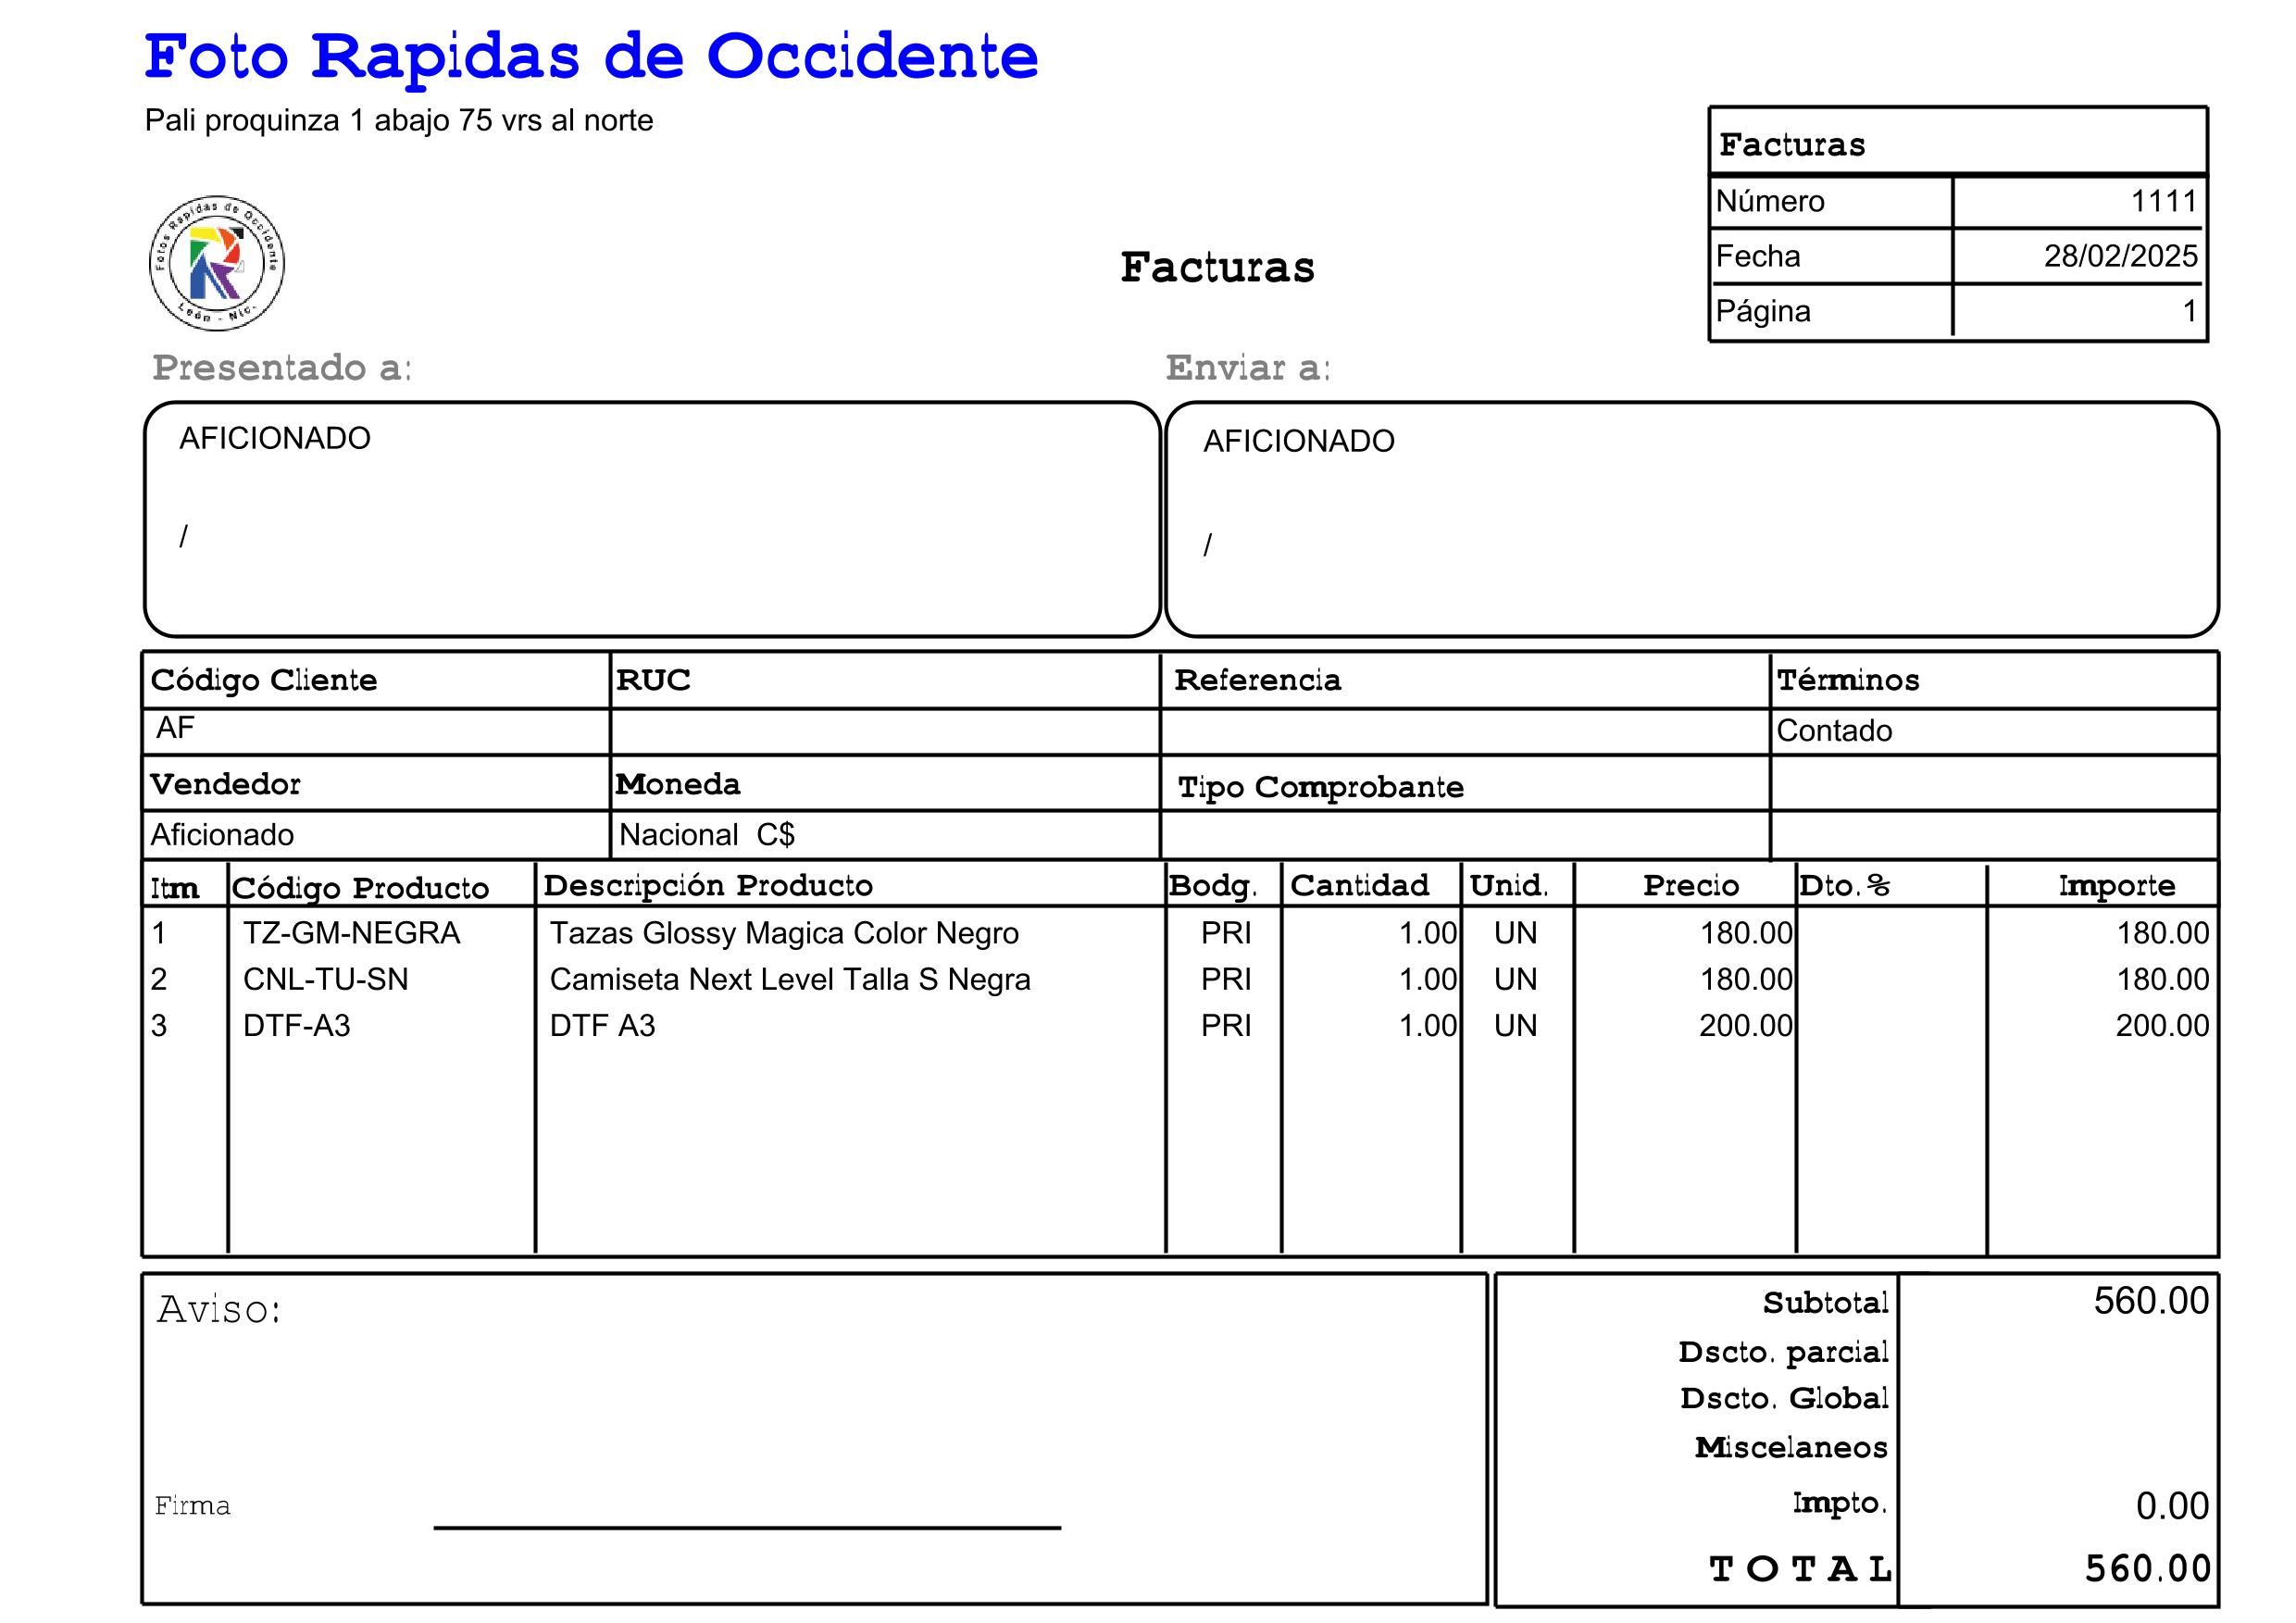 Foto Rapidas de Occidente
Pali proquinza 1 abajo 75 vrs al norte
Facturas
Número 1111
Fecha 28/02/2025
Página 1
Fotos Rapidas de Occidente
León - Nic.
Facturas
Presentado a: Enviar a:
AFICIONADO AFICIONADO
/ /
Código Cliente RUC Referencia Términos
AF Contado
Vendedor Moneda Tipo Comprobante
Aficionado Nacional C$
Itm Código Producto Descripción Producto Bodg. Cantidad Unid. Precio Dto.% Importe
1 TZ-GM-NEGRA Tazas Glossy Magica Color Negro PRI 1.00 UN 180.00 180.00
2 CNL-TU-SN Camiseta Next Level Talla S Negra PRI 1.00 UN 180.00 180.00
3 DTF-A3 DTF A3 PRI 1.00 UN 200.00 200.00
Aviso:
Subtotal 560.00
Dscto. parcial
Dscto. Global
Miscelaneos
Firma
Impto. 0.00
TOTAL 560.00